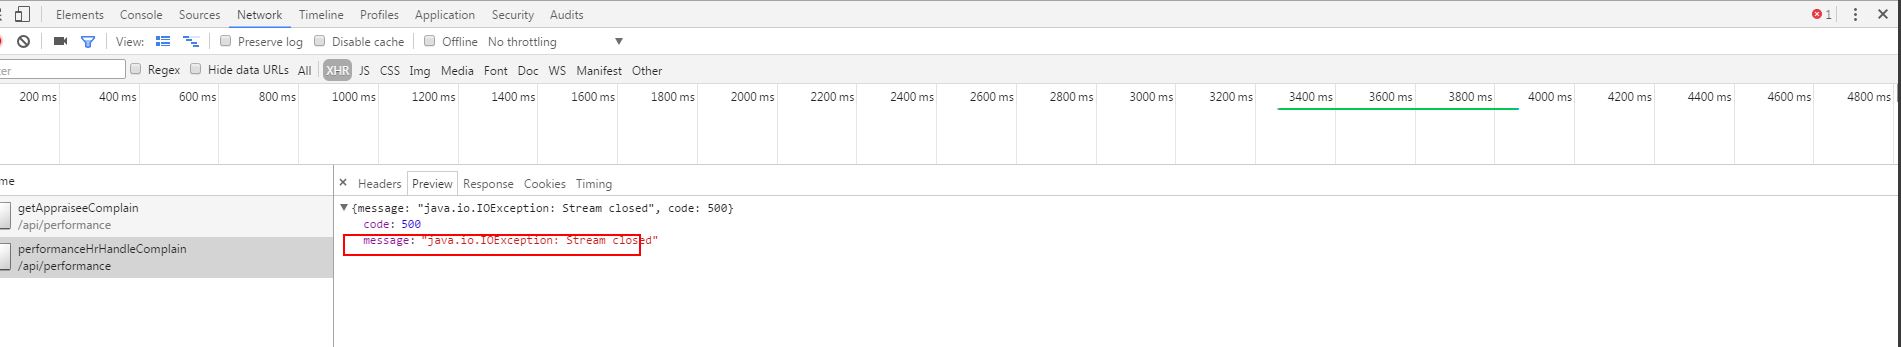 Elements Console Sources Network Timeline Profiles Application Security Audits 1
View: Preserve log Disable cache Offline No throttling
Regex Hide data URLs All XHR JS CSS Img Media Font Doc WS Manifest Other
200 ms 400 ms 600 ms 800 ms 1000 ms 1200 ms 1400 ms 1600 ms 1800 ms 2000 ms 2200 ms 2400 ms 2600 ms 2800 ms 3000 ms 3200 ms 3400 ms 3600 ms 3800 ms 4000 ms 4200 ms 4400 ms 4600 ms 4800 ms
me
getAppraiseeComplain
/api/performance
performanceHrHandleComplain
/api/performance
Headers Preview Response Cookies Timing
{message: "java.io.IOException: Stream closed", code: 500}
code: 500
message: "java.io.IOException: Stream closed"